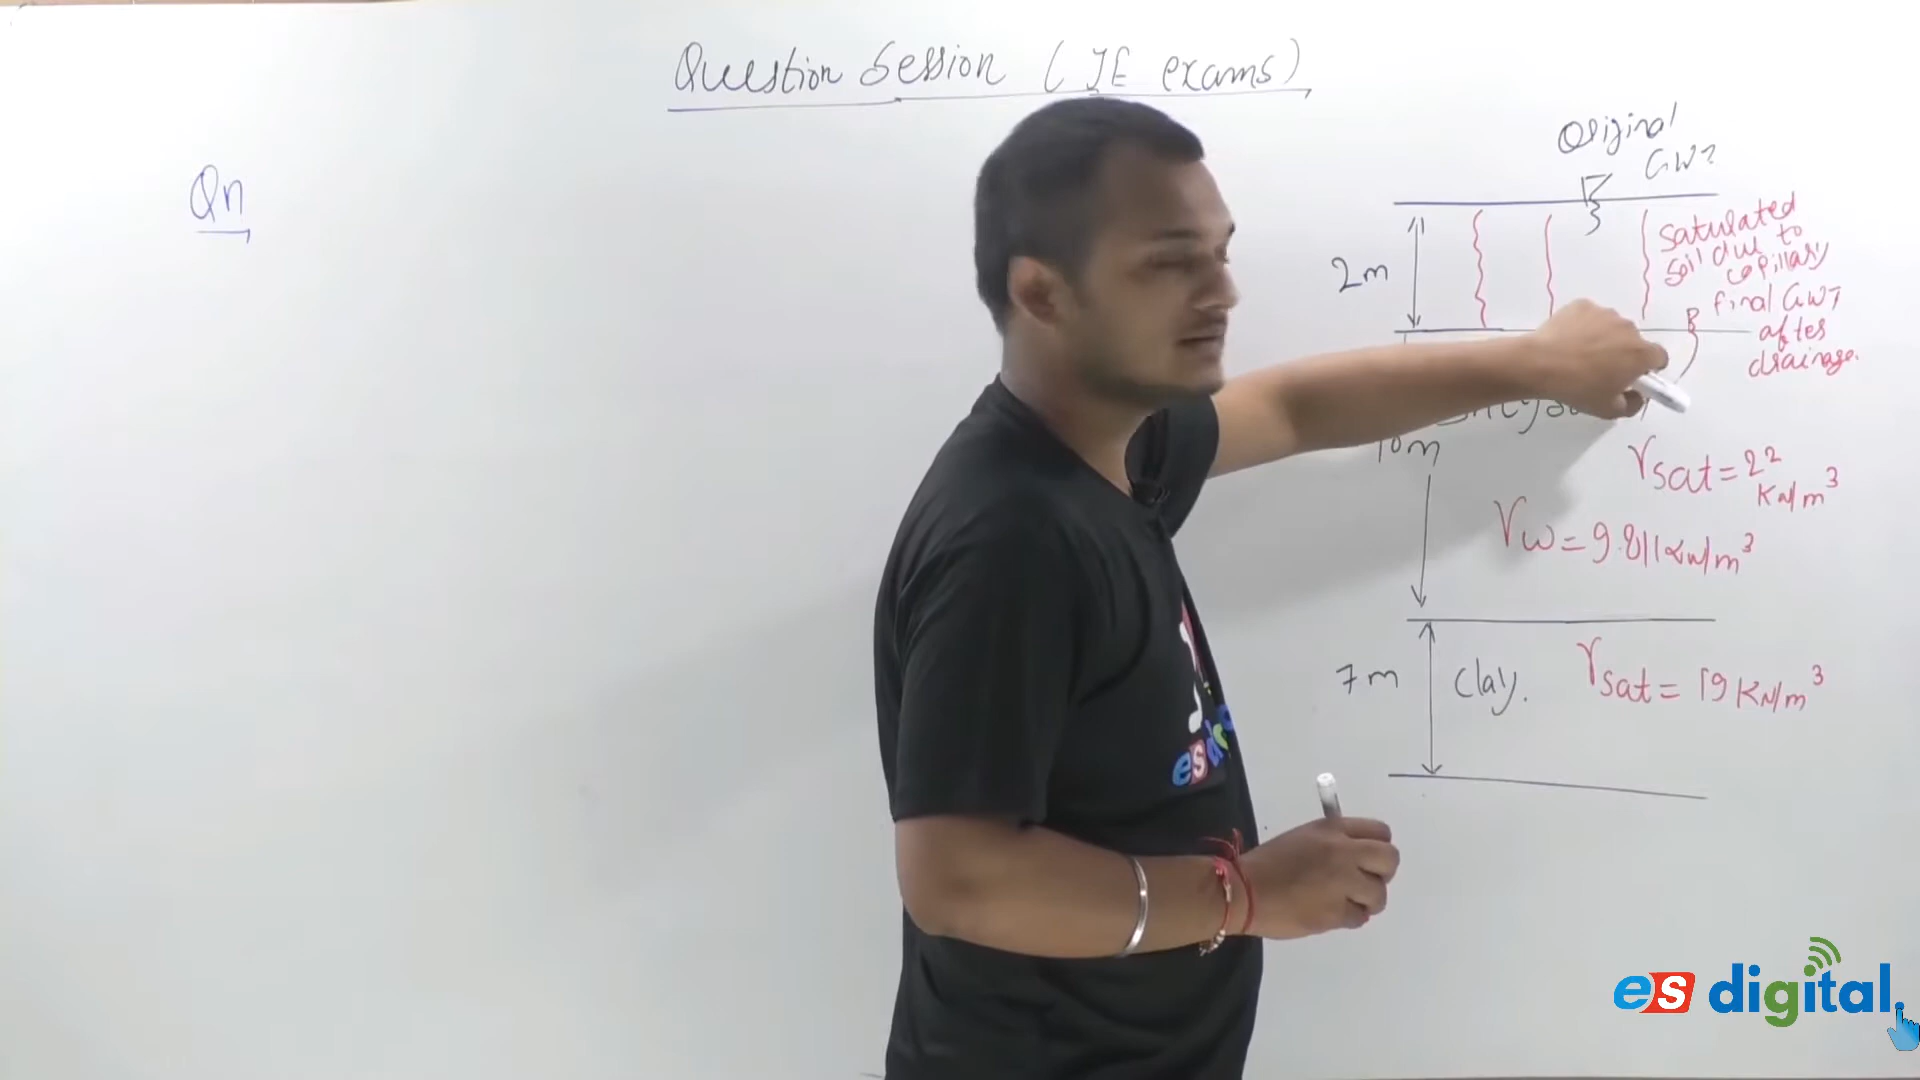 Question Session (JE exams)
Qn
Original
GWT
2m
Saturated
soil due to
capillary
final GWT
after
drainage.
10m
γsat = 22
KN/m³
γw = 9.81 KN/m³
7m
Clay.
γsat = 19 KN/m³
es
es digital